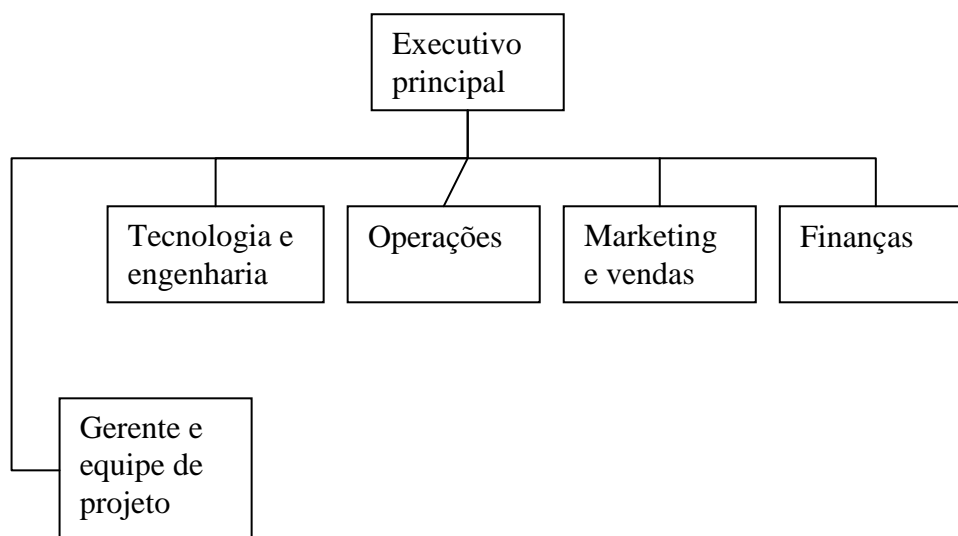 Executivo
principal
Tecnologia e
engenharia
Operações
Marketing
e vendas
Finanças
Gerente e
equipe de
projeto